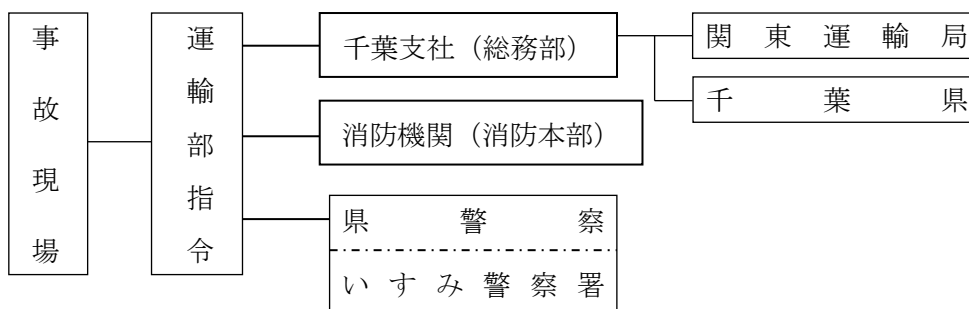 事故現場
運輸部指令
千葉支社（総務部）
関東運輸局
千葉県
消防機関（消防本部）
県警察
いすみ警察署